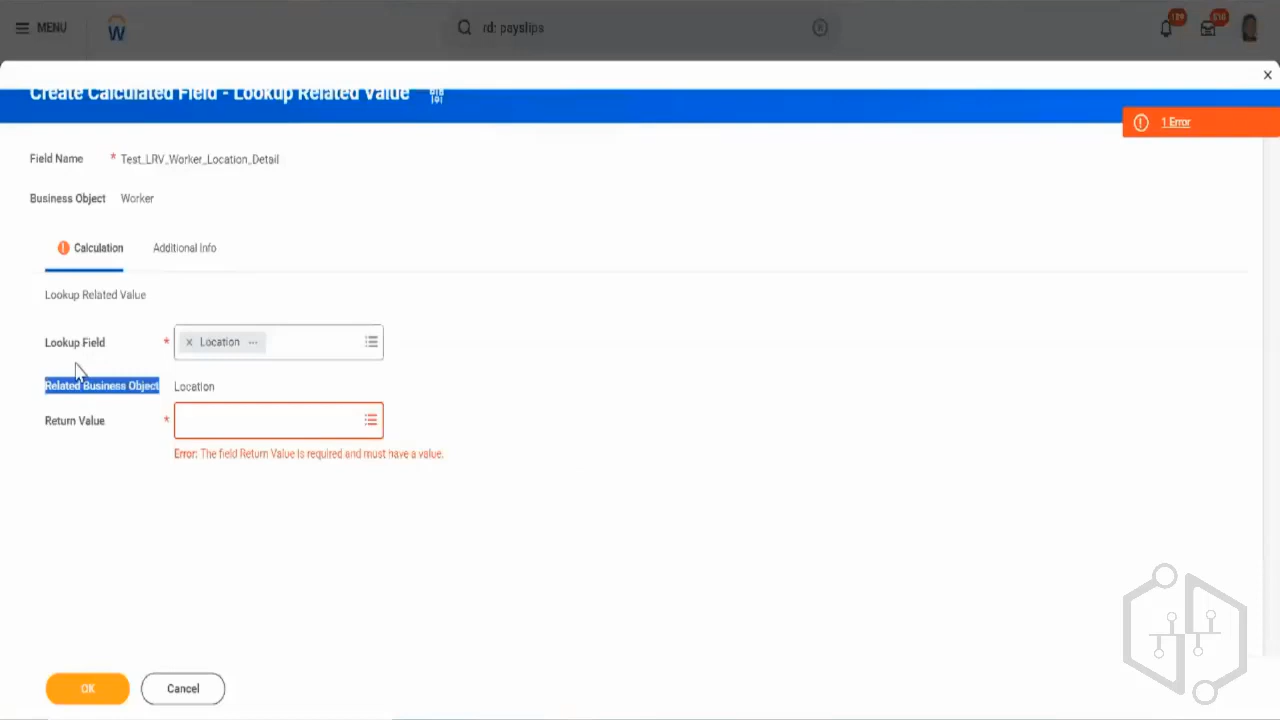 MENU
rd: payslips
139
518
Create Calculated Field - Lookup Related Value
1 Error
Field Name * Test_LRV_Worker_Location_Detail
Business Object Worker
Calculation Additional Info
Lookup Related Value
Lookup Field * × Location ...
Related Business Object Location
Return Value *
Error: The field Return Value is required and must have a value.
OK Cancel